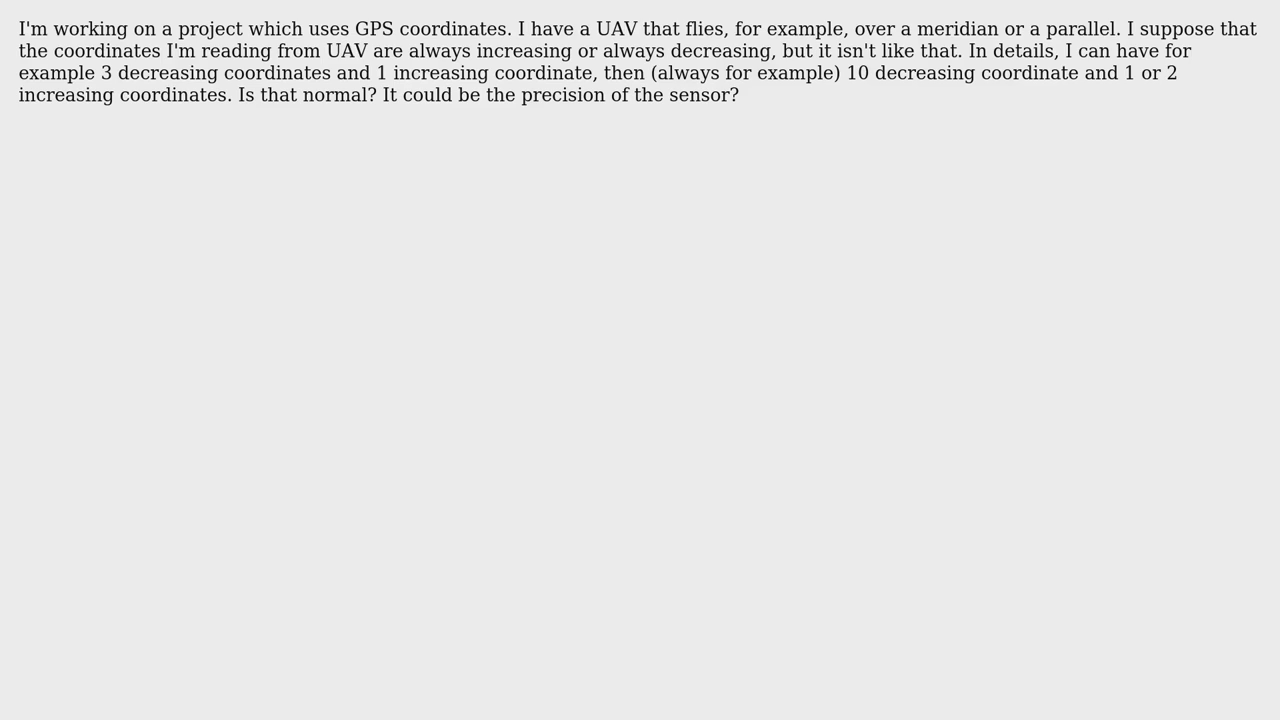 I'm working on a project which uses GPS coordinates. I have a UAV that flies, for example, over a meridian or a parallel. I suppose that
the coordinates I'm reading from UAV are always increasing or always decreasing, but it isn't like that. In details, I can have for
example 3 decreasing coordinates and 1 increasing coordinate, then (always for example) 10 decreasing coordinate and 1 or 2
increasing coordinates. Is that normal? It could be the precision of the sensor?